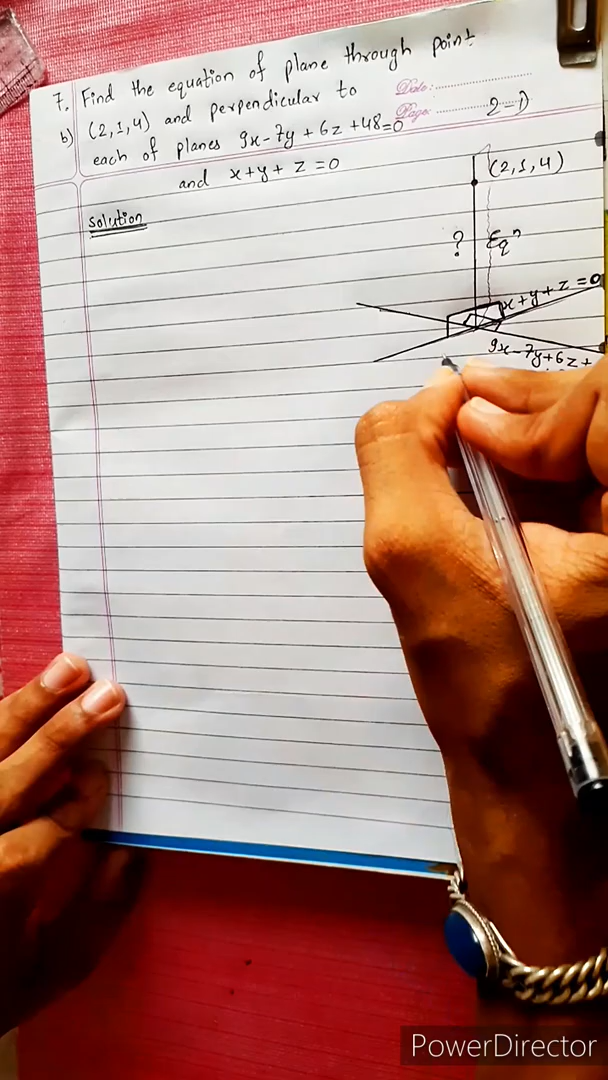 7. Find the equation of plane through point
b) (2,1,4) and perpendicular to
Date:
each of planes 9x-7y+6z+48=0
Page:
2-1)
and x+y+z=0
solution
(2,1,4)
? Eqⁿ
x+y+z=0
9x-7y+6z+
PowerDirector